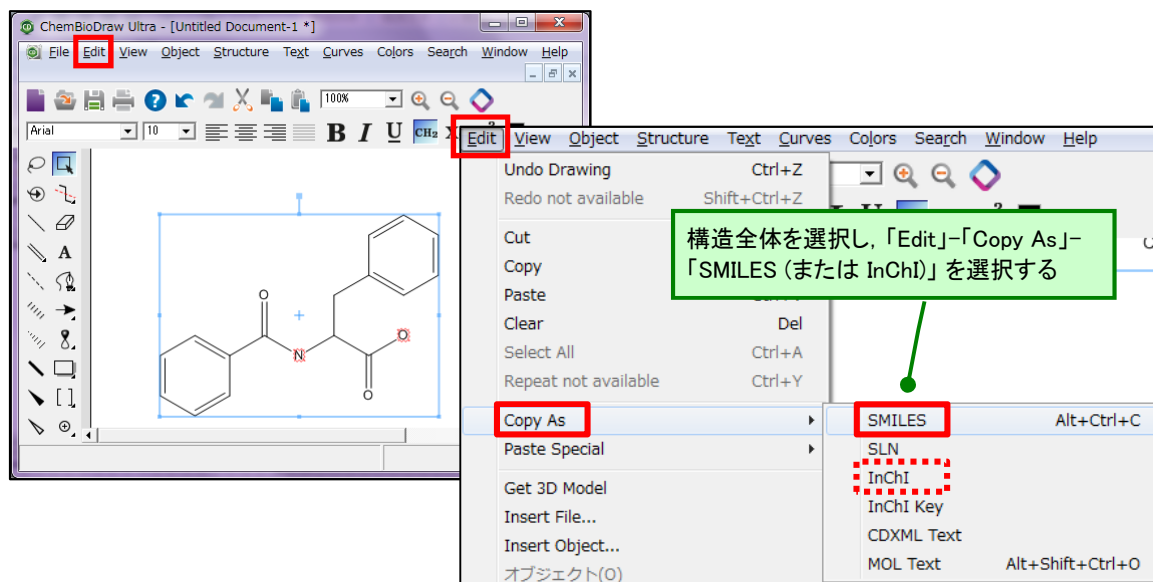 ChemBioDraw Ultra - [Untitled Document-1 *]
File Edit View Object Structure Text Curves Colors Search Window Help
100%
Arial 10 B I U CH₂
N
O
O
O
A
Edit View Object Structure Text Curves Colors Search Window Help
Undo Drawing Ctrl+Z
Redo not available Shift+Ctrl+Z
Cut
Copy
Paste
Clear Del
Select All Ctrl+A
Repeat not available Ctrl+Y
Copy As
Paste Special
Get 3D Model
Insert File...
Insert Object...
オブジェクト(O)
構造全体を選択し,「Edit」-「Copy As」-
「SMILES (または InChI)」を選択する
SMILES Alt+Ctrl+C
SLN
InChI
InChI Key
CDXML Text
MOL Text Alt+Shift+Ctrl+O